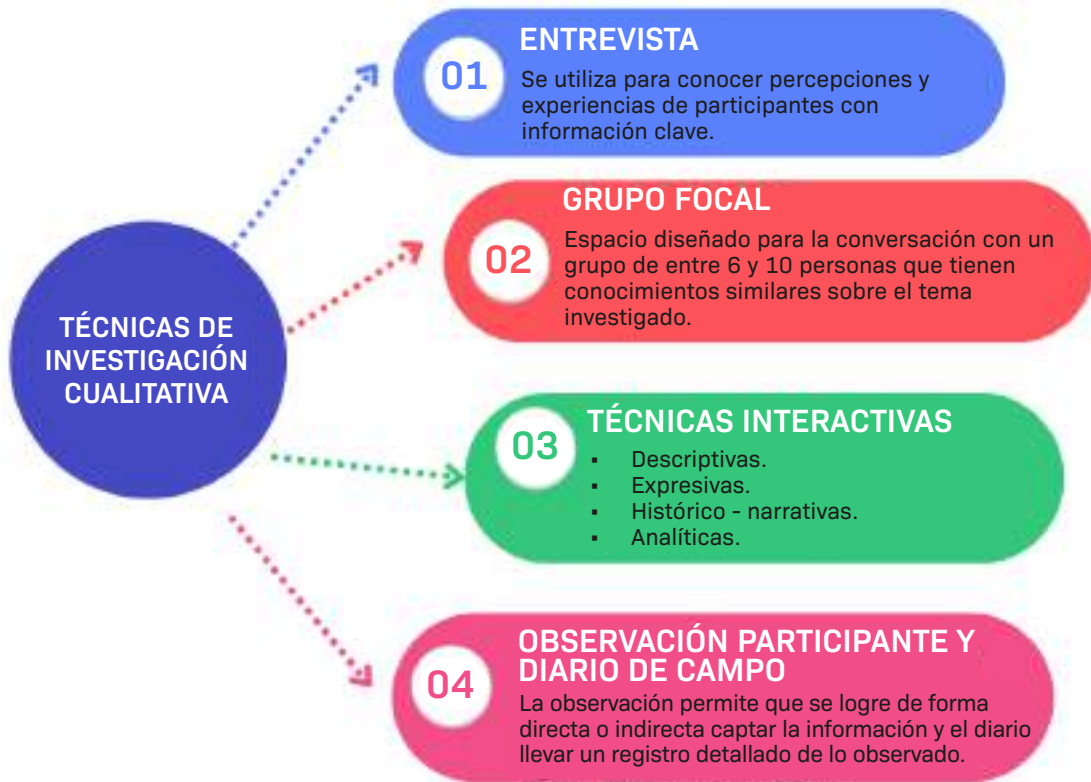 TÉCNICAS DE
INVESTIGACIÓN
CUALITATIVA
01
ENTREVISTA
Se utiliza para conocer percepciones y
experiencias de participantes con
información clave.
02
GRUPO FOCAL
Espacio diseñado para la conversación con un
grupo de entre 6 y 10 personas que tienen
conocimientos similares sobre el tema
investigado.
03
TÉCNICAS INTERACTIVAS
▪ Descriptivas.
▪ Expresivas.
▪ Histórico - narrativas.
▪ Analíticas.
04
OBSERVACIÓN PARTICIPANTE Y
DIARIO DE CAMPO
La observación permite que se logre de forma
directa o indirecta captar la información y el diario
llevar un registro detallado de lo observado.